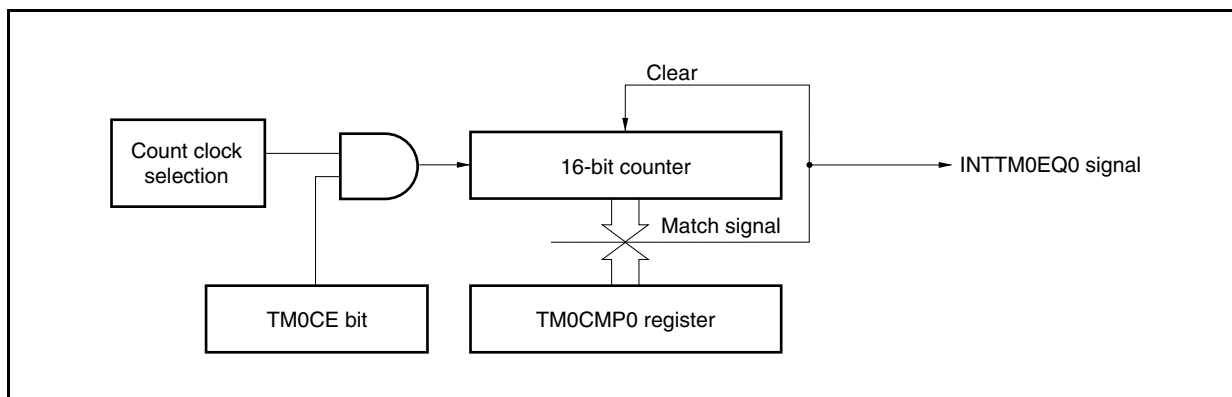 Clear
Count clock
selection
16-bit counter
INTTM0EQ0 signal
Match signal
TM0CE bit
TM0CMP0 register